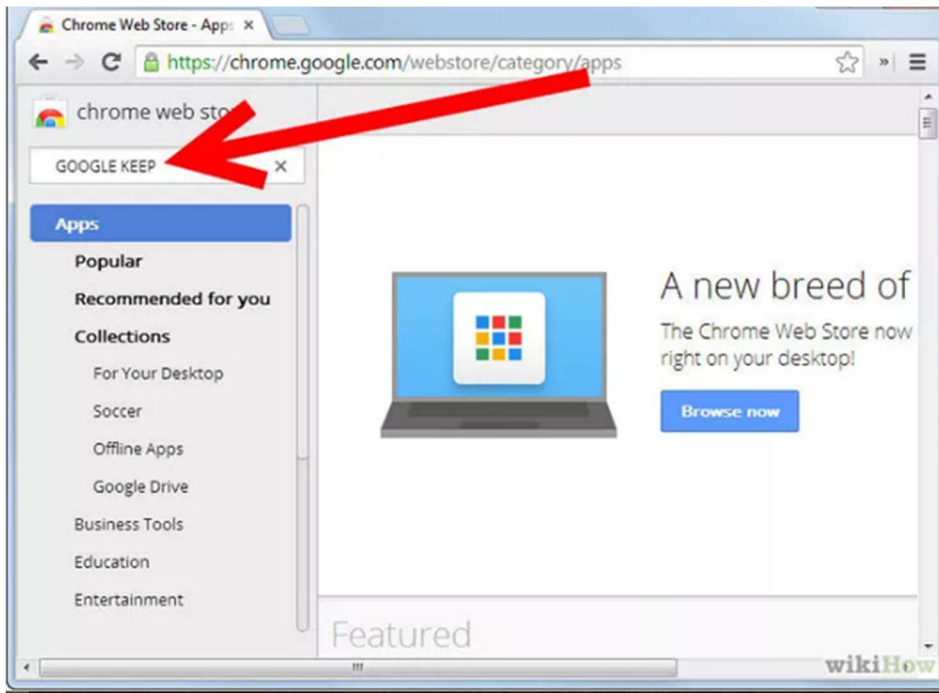 Chrome Web Store - App
https://chrome.google.com/webstore/category/apps
chrome web sto
GOOGLE KEEP
Apps
Popular
Recommended for you
Collections
For Your Desktop
Soccer
Offline Apps
Google Drive
Business Tools
Education
Entertainment
A new breed of
The Chrome Web Store now
right on your desktop!
Browse now
Featured
wikiHow